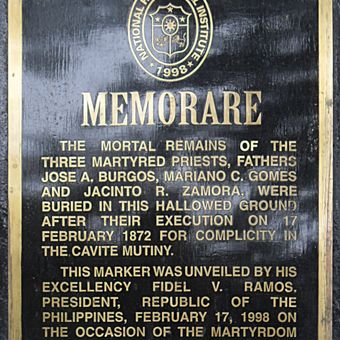 NATIONAL
INSTITUTE
1998
MEMORARE
THE MORTAL REMAINS OF THE
THREE MARTYRED PRIESTS, FATHERS
JOSE A. BURGOS, MARIANO C. GOMES
AND JACINTO R. ZAMORA, WERE
BURIED IN THIS HALLOWED GROUND
AFTER THEIR EXECUTION ON 17
FEBRUARY 1872 FOR COMPLICITY IN
THE CAVITE MUTINY.
THIS MARKER WAS UNVEILED BY HIS
EXCELLENCY FIDEL V. RAMOS,
PRESIDENT, REPUBLIC OF THE
PHILIPPINES, FEBRUARY 17, 1998 ON
THE OCCASION OF THE MARTYRDOM